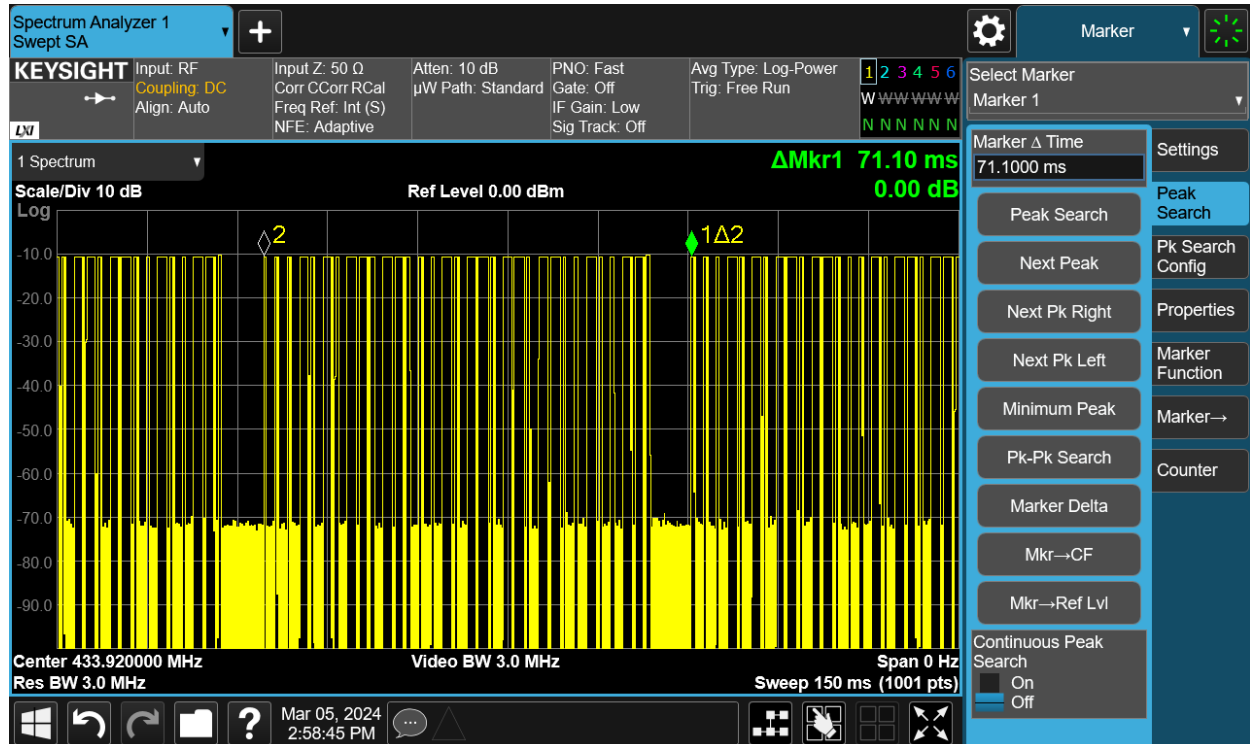 Spectrum Analyzer 1
Swept SA
+
Marker
KEYSIGHT
LXI
Input: RF
Coupling: DC
Align: Auto
Input Z: 50 Ω
Corr CCorr RCal
Freq Ref: Int (S)
NFE: Adaptive
Atten: 10 dB
µW Path: Standard
PNO: Fast
Gate: Off
IF Gain: Low
Sig Track: Off
Avg Type: Log-Power
Trig: Free Run
1 2 3 4 5 6
W W W W W W
N N N N N N
Select Marker
Marker 1
1 Spectrum
ΔMkr1 71.10 ms
0.00 dB
Scale/Div 10 dB
Ref Level 0.00 dBm
Log
2
1Δ2
-10.0
-20.0
-30.0
-40.0
-50.0
-60.0
-70.0
-80.0
-90.0
Center 433.920000 MHz
Video BW 3.0 MHz
Span 0 Hz
Res BW 3.0 MHz
Sweep 150 ms (1001 pts)
Marker Δ Time
71.1000 ms
Peak Search
Next Peak
Next Pk Right
Next Pk Left
Minimum Peak
Pk-Pk Search
Marker Delta
Mkr→CF
Mkr→Ref Lvl
Continuous Peak
Search
On
Off
Settings
Peak
Search
Pk Search
Config
Properties
Marker
Function
Marker→
Counter
?
Mar 05, 2024
2:58:45 PM